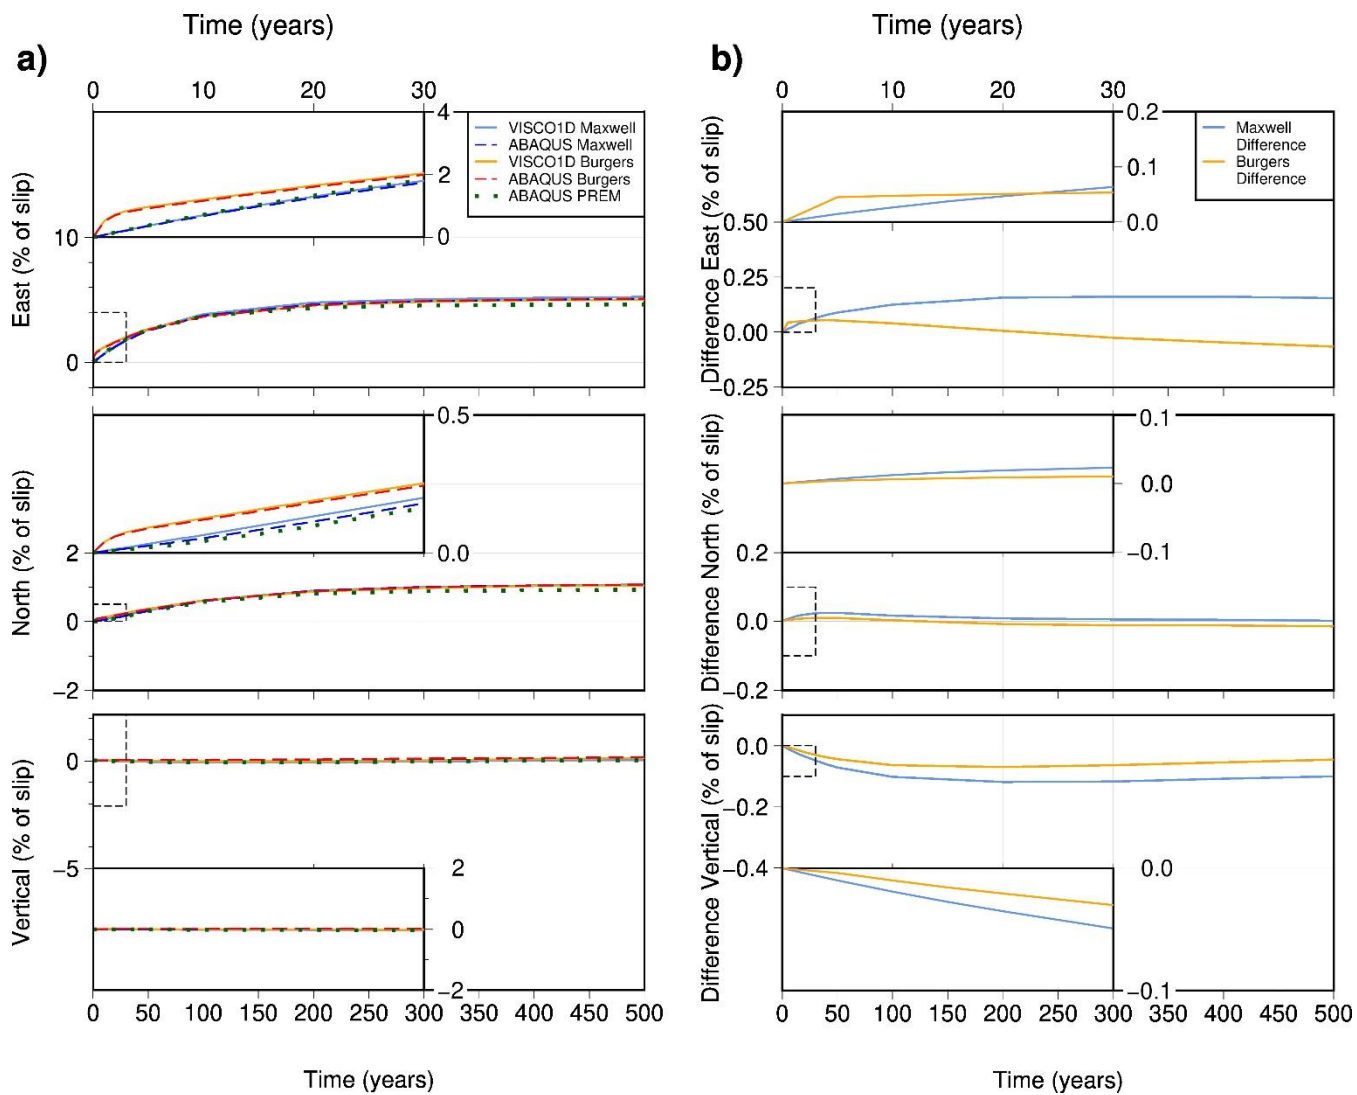 Time (years)
a)
0 10 20 30
4
2
0
VISCO1D Maxwell
ABAQUS Maxwell
VISCO1D Burgers
ABAQUS Burgers
ABAQUS PREM
East (% of slip)
10
0
0.5
0.0
North (% of slip)
2
0
−2
Vertical (% of slip)
0
−5
2
0
−2
0 50 100 150 200 250 300 350 400 450 500
Time (years)
Time (years)
b)
0 10 20 30
0.2
0.1
0.0
Maxwell
Difference
Burgers
Difference
Difference East (% of slip)
0.50
0.25
0.00
−0.25
0.1
0.0
−0.1
Difference North (% of slip)
0.2
0.0
−0.2
Difference Vertical (% of slip)
0.0
−0.2
−0.4
0.0
−0.1
0 50 100 150 200 250 300 350 400 450 500
Time (years)